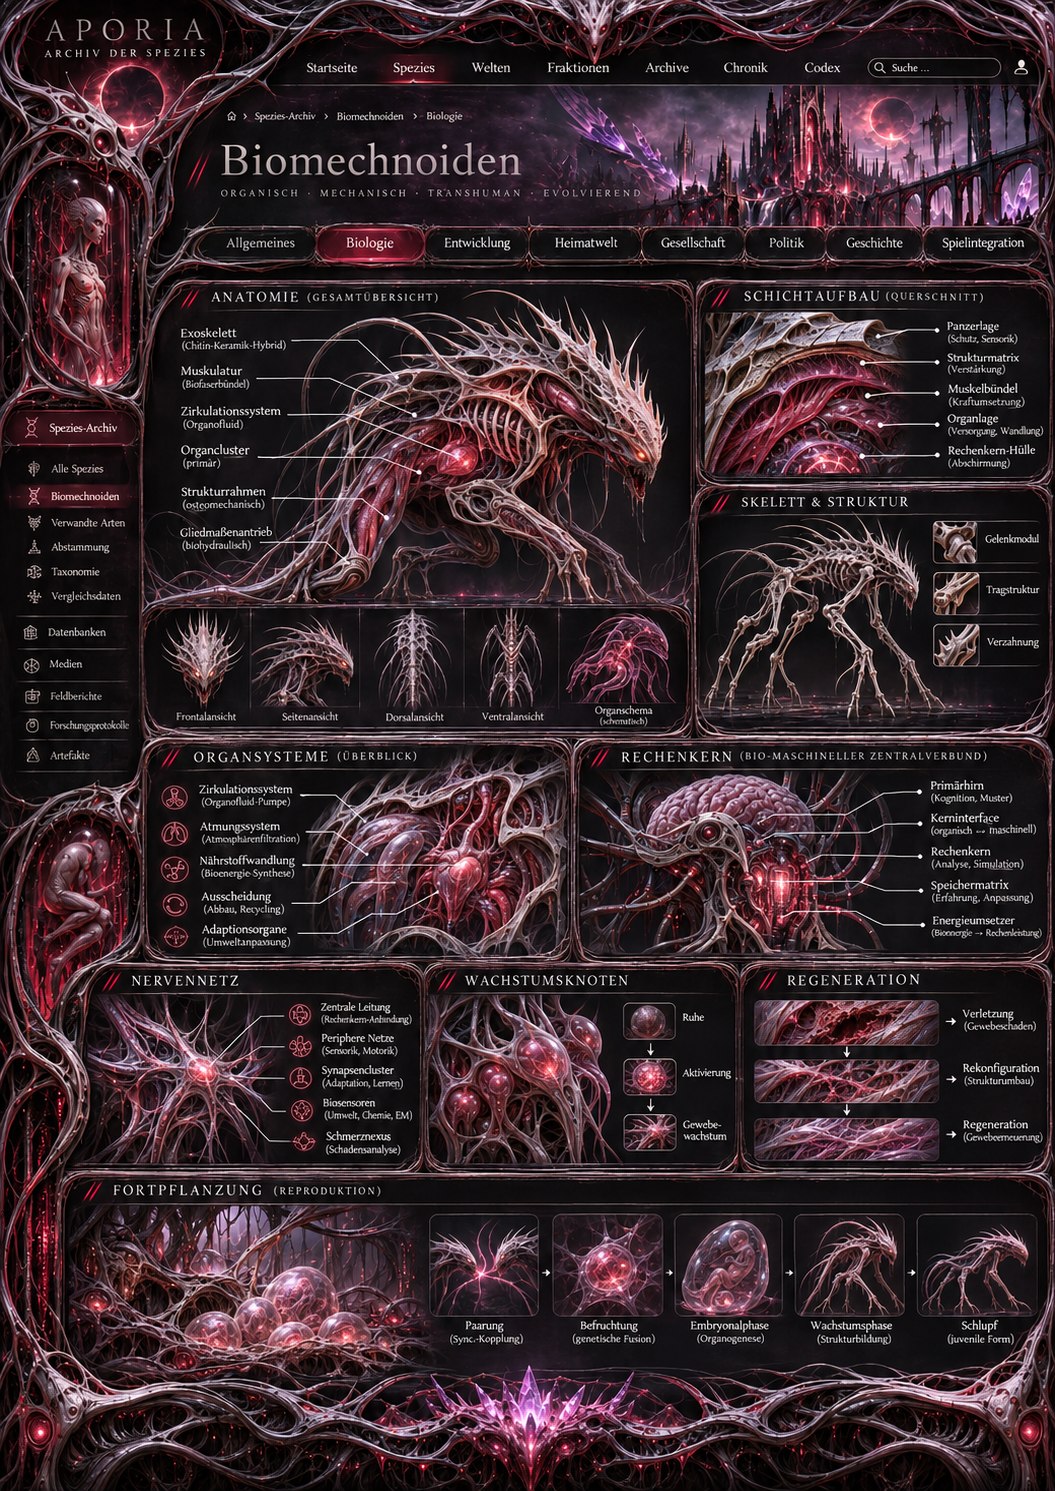 APORIA
ARCHIV DER SPEZIES
Startseite
Spezies
Welten
Fraktionen
Archive
Chronik
Codex
Suche ...
Spezies-Archiv › Biomechnoiden › Biologie
Biomechnoiden
ORGANISCH · MECHANISCH · TRANSHUMAN · EVOLVIEREND
Allgemeines
Biologie
Entwicklung
Heimatwelt
Gesellschaft
Politik
Geschichte
Spielintegration
Spezies-Archiv
Alle Spezies
Biomechnoiden
Verwandte Arten
Abstammung
Taxonomie
Vergleichsdaten
Datenbanken
Medien
Feldberichte
Forschungsprotokolle
Artefakte
ANATOMIE (GESAMTÜBERSICHT)
Exoskelett
(Chitin-Keramik-Hybrid)
Muskulatur
(Biofaserbündel)
Zirkulationssystem
(Organofluid)
Organcluster
(primär)
Strukturrahmen
(osteomechanisch)
Gliedmaßenantrieb
(biohydraulisch)
Frontalansicht
Seitenansicht
Dorsalansicht
Ventralansicht
Organschema
(schematisch)
SCHICHTAUFBAU (QUERSCHNITT)
Panzerlage
(Schutz, Sensorik)
Strukturmatrix
(Verstärkung)
Muskelbündel
(Kraftumsetzung)
Organlage
(Versorgung, Wandlung)
Rechenkern-Hülle
(Abschirmung)
SKELETT & STRUKTUR
Gelenkmodul
Tragstruktur
Verzahnung
ORGANSYSTEME (ÜBERBLICK)
Zirkulationssystem
(Organofluid-Pumpe)
Atmungssystem
(Atmosphärenfiltration)
Nährstoffwandlung
(Bioenergie-Synthese)
Ausscheidung
(Abbau, Recycling)
Adaptionsorgane
(Umweltanpassung)
RECHENKERN (BIO-MASCHINELLER ZENTRALVERBUND)
Primärhirn
(Kognition, Muster)
Kerninterface
(organisch ↔ maschinell)
Rechenkern
(Analyse, Simulation)
Speichermatrix
(Erfahrung, Anpassung)
Energieumsetzer
(Bionnergie → Rechenleistung)
NERVENNETZ
Zentrale Leitung
(Rechenkern-Anbindung)
Periphere Netze
(Sensorik, Motorik)
Synapsencluster
(Adaptation, Lernen)
Biosensoren
(Umwelt, Chemie, EM)
Schmerznexus
(Schadensanalyse)
WACHSTUMSKNOTEN
Ruhe
Aktivierung
Gewebe-
wachstum
REGENERATION
Verletzung
(Gewebeschaden)
Rekonfiguration
(Strukturumbau)
Regeneration
(Gewebeerneuerung)
FORTPFLANZUNG (REPRODUKTION)
Paarung
(Sync.-Kopplung)
Befruchtung
(genetische Fusion)
Embryonalphase
(Organogenese)
Wachstumsphase
(Strukturbildung)
Schlupf
(juvenile Form)